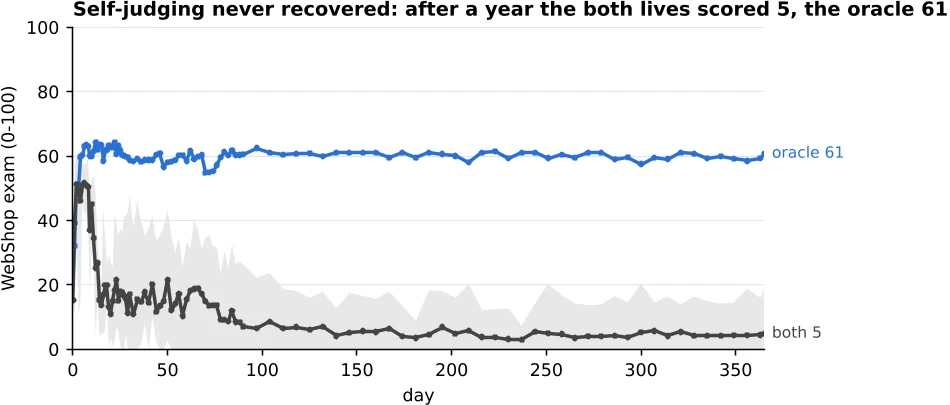 Self-judging never recovered: after a year the both lives scored 5, the oracle 61
100
80
60
40
20
0
WebShop exam (0-100)
oracle 61
both 5
0 50 100 150 200 250 300 350
day